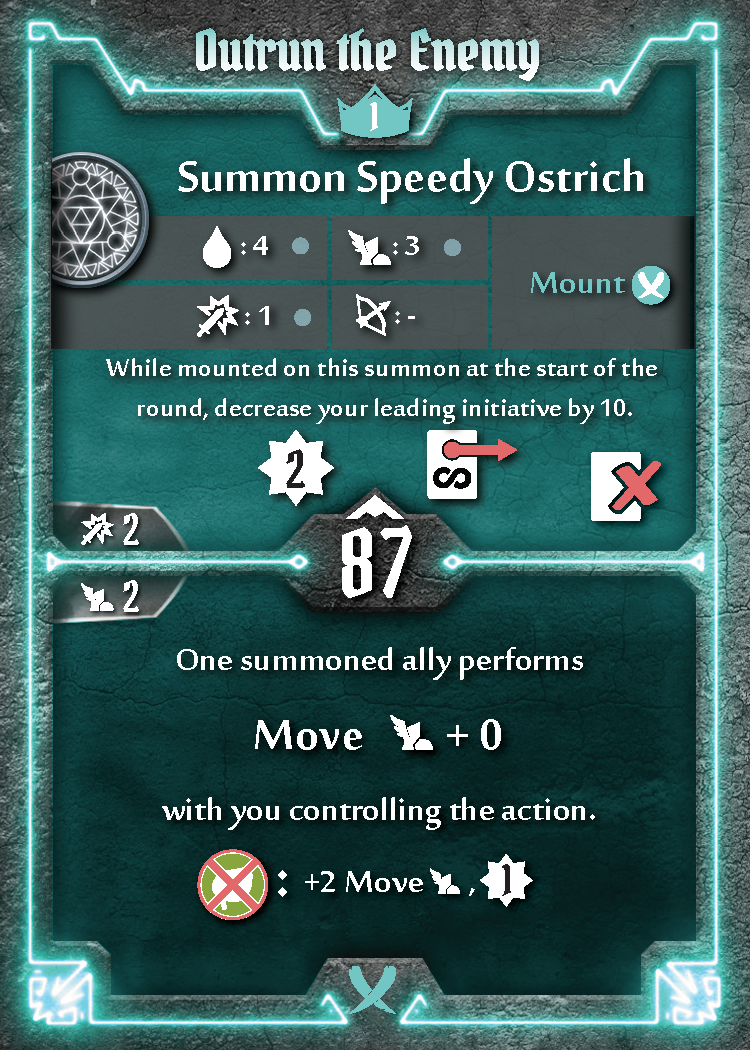 Outrun the Enemy
1
Summon Speedy Ostrich
: 4
: 3
Mount
: 1
: -
While mounted on this summon at the start of the
round, decrease your leading initiative by 10.
2
S
2
87
2
One summoned ally performs
Move + 0
with you controlling the action.
: +2 Move , 1